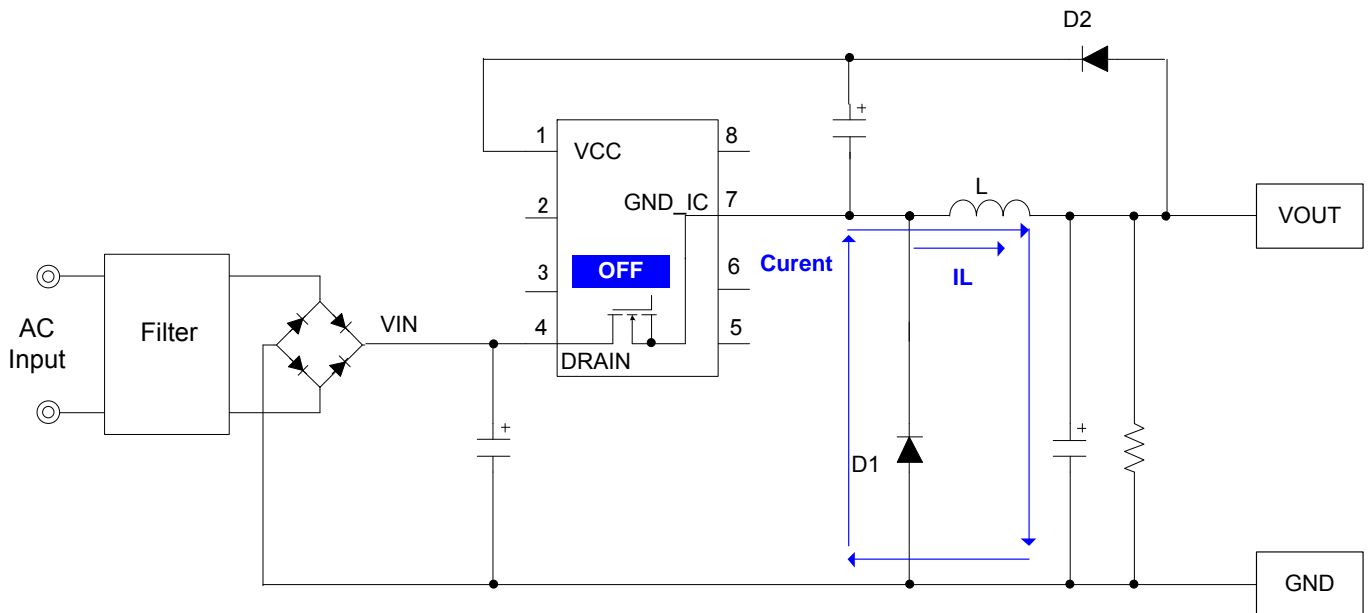 D2
1
VCC
8
+
2
GND_IC
7
L
VOUT
3
OFF
6
Curent
IL
AC
Input
Filter
VIN
4
5
DRAIN
+
D1
+
GND